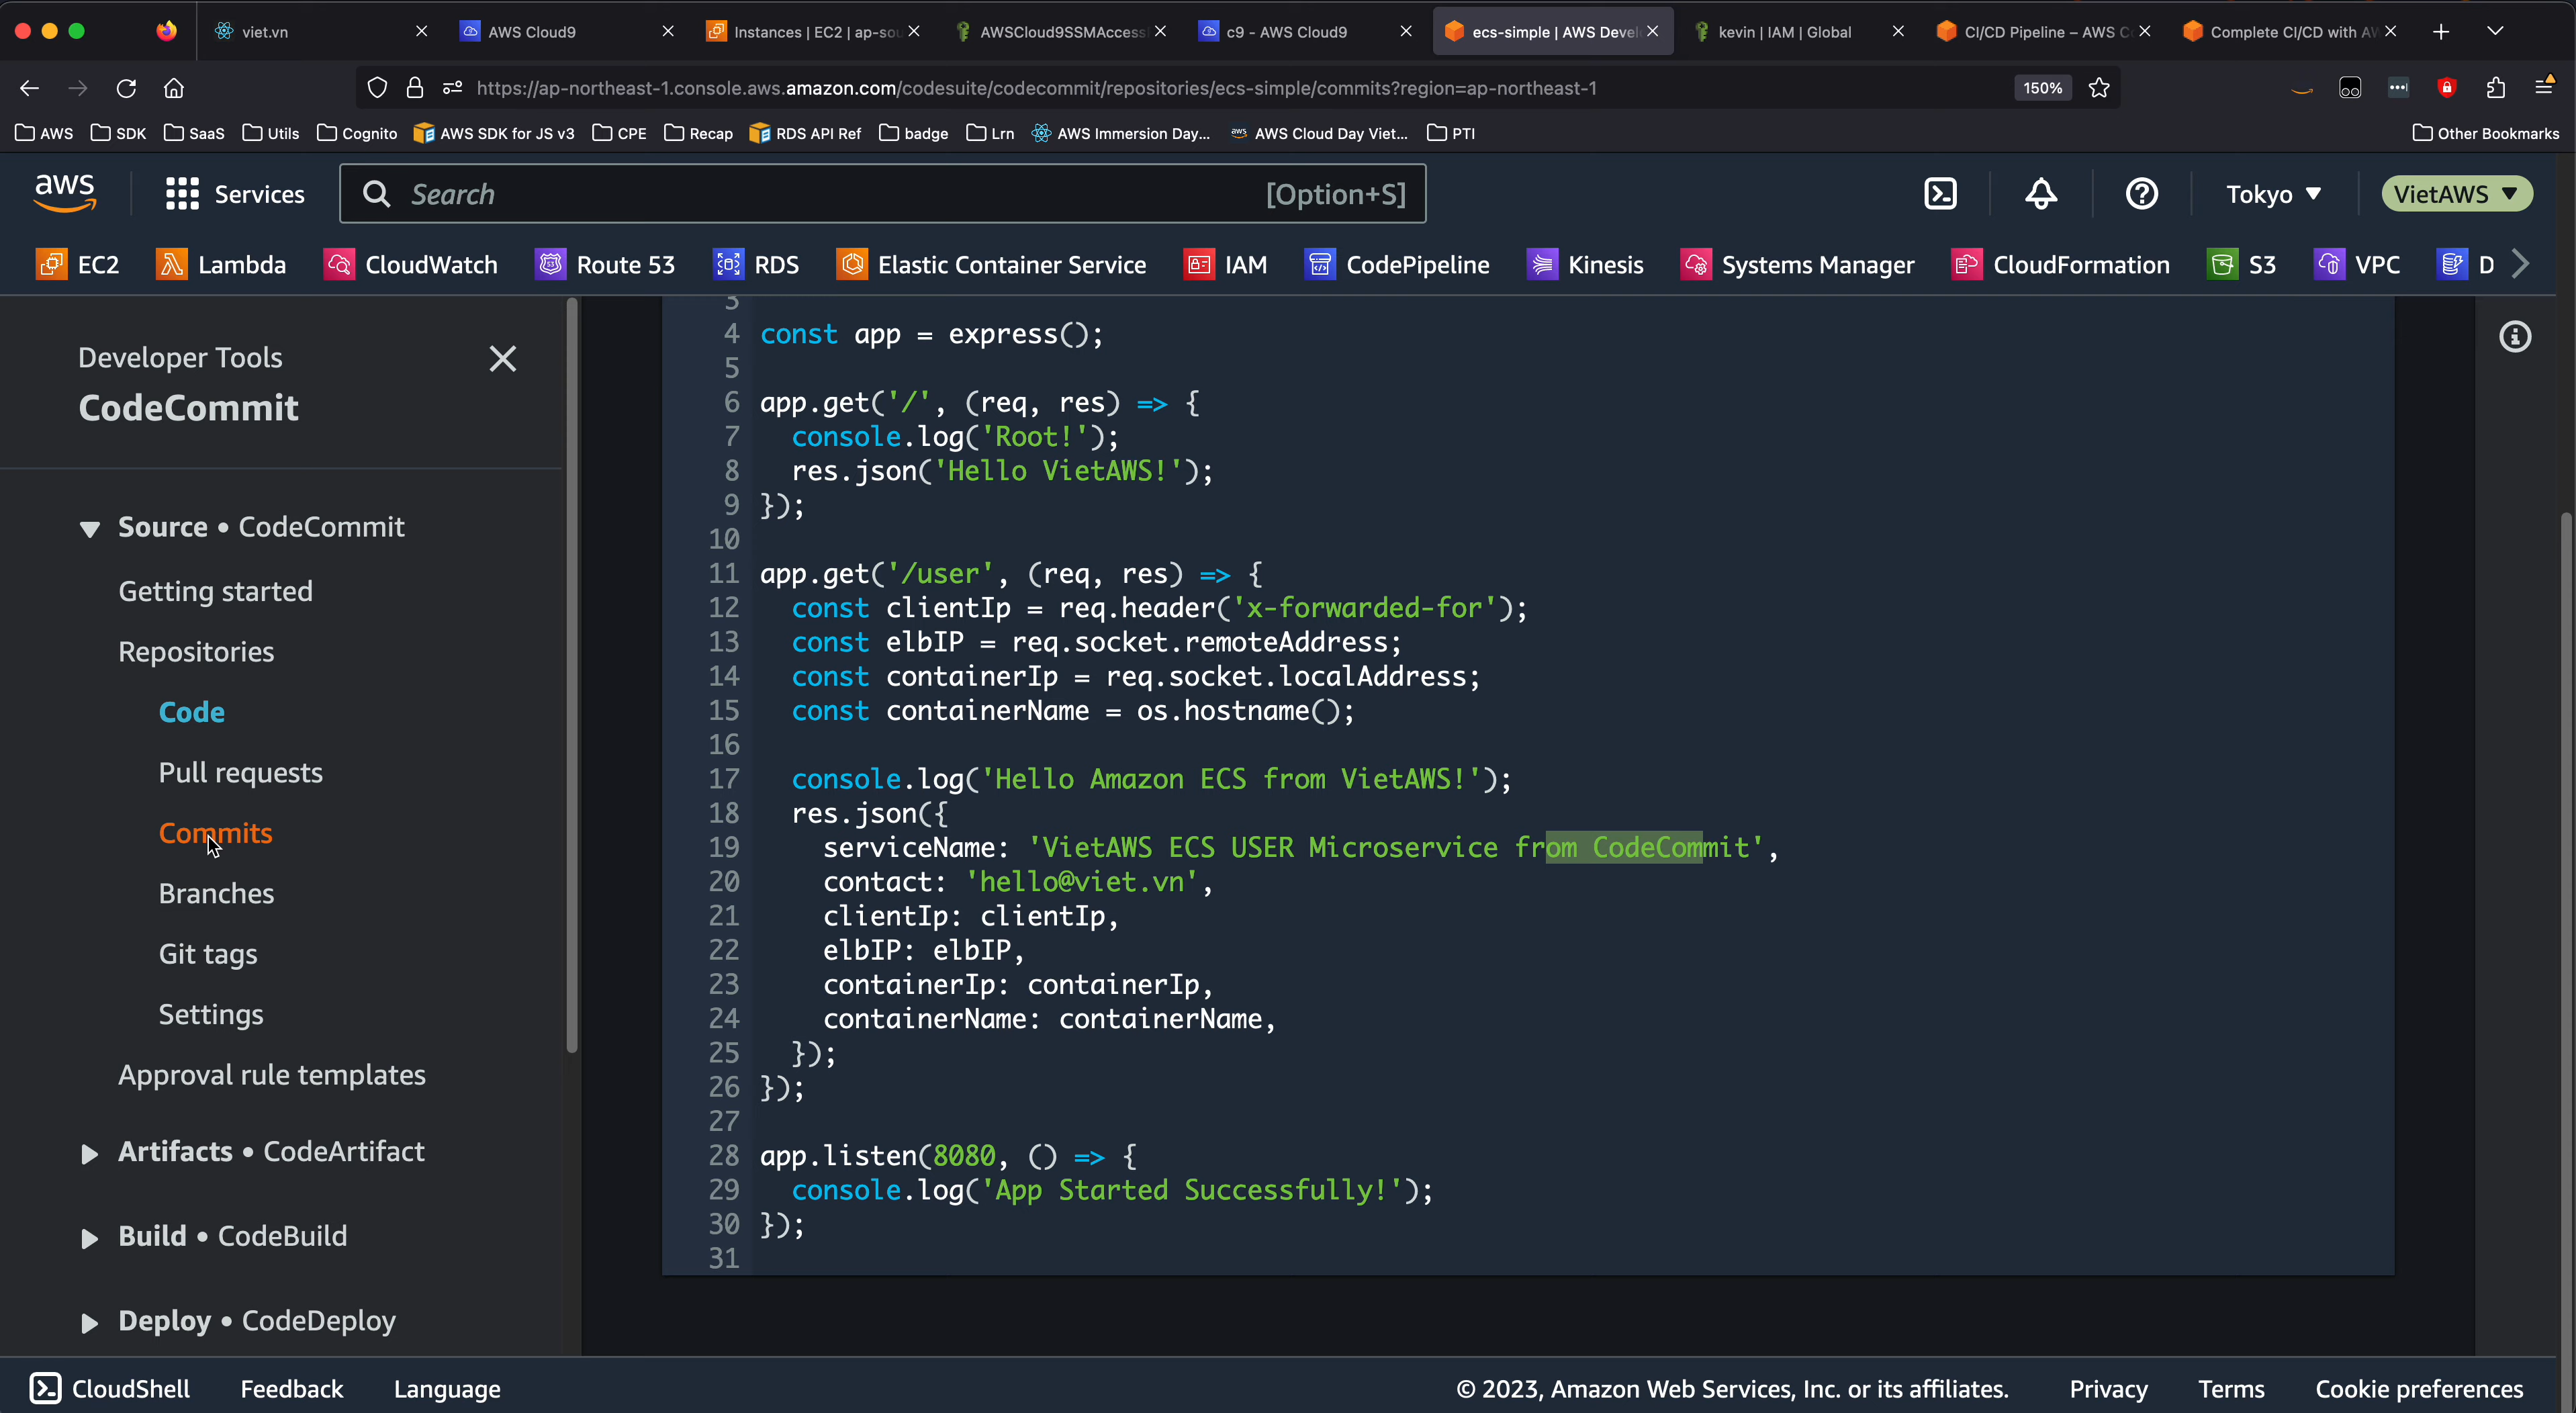 viet.vn
AWS Cloud9
Instances | EC2 | ap-sou
AWSCloud9SSMAccess
c9 - AWS Cloud9
ecs-simple | AWS Devel
kevin | IAM | Global
CI/CD Pipeline – AWS C
Complete CI/CD with AW
https://ap-northeast-1.console.aws.amazon.com/codesuite/codecommit/repositories/ecs-simple/commits?region=ap-northeast-1
150%
AWS
SDK
SaaS
Utils
Cognito
AWS SDK for JS v3
CPE
Recap
RDS API Ref
badge
Lrn
AWS Immersion Day...
aws
AWS Cloud Day Viet...
PTI
Other Bookmarks
aws
Services
Search
[Option+S]
Tokyo
VietAWS
EC2
Lambda
CloudWatch
Route 53
RDS
Elastic Container Service
IAM
CodePipeline
Kinesis
Systems Manager
CloudFormation
S3
VPC
D
Developer Tools
CodeCommit
Source • CodeCommit
Getting started
Repositories
Code
Pull requests
Commits
Branches
Git tags
Settings
Approval rule templates
Artifacts • CodeArtifact
Build • CodeBuild
Deploy • CodeDeploy
3
4 const app = express();
5
6 app.get('/', (req, res) => {
7 console.log('Root!');
8 res.json('Hello VietAWS!');
9 });
10
11 app.get('/user', (req, res) => {
12 const clientIp = req.header('x-forwarded-for');
13 const elbIP = req.socket.remoteAddress;
14 const containerIp = req.socket.localAddress;
15 const containerName = os.hostname();
16
17 console.log('Hello Amazon ECS from VietAWS!');
18 res.json({
19 serviceName: 'VietAWS ECS USER Microservice from CodeCommit',
20 contact: 'hello@viet.vn',
21 clientIp: clientIp,
22 elbIP: elbIP,
23 containerIp: containerIp,
24 containerName: containerName,
25 });
26 });
27
28 app.listen(8080, () => {
29 console.log('App Started Successfully!');
30 });
31
CloudShell
Feedback
Language
© 2023, Amazon Web Services, Inc. or its affiliates.
Privacy
Terms
Cookie preferences